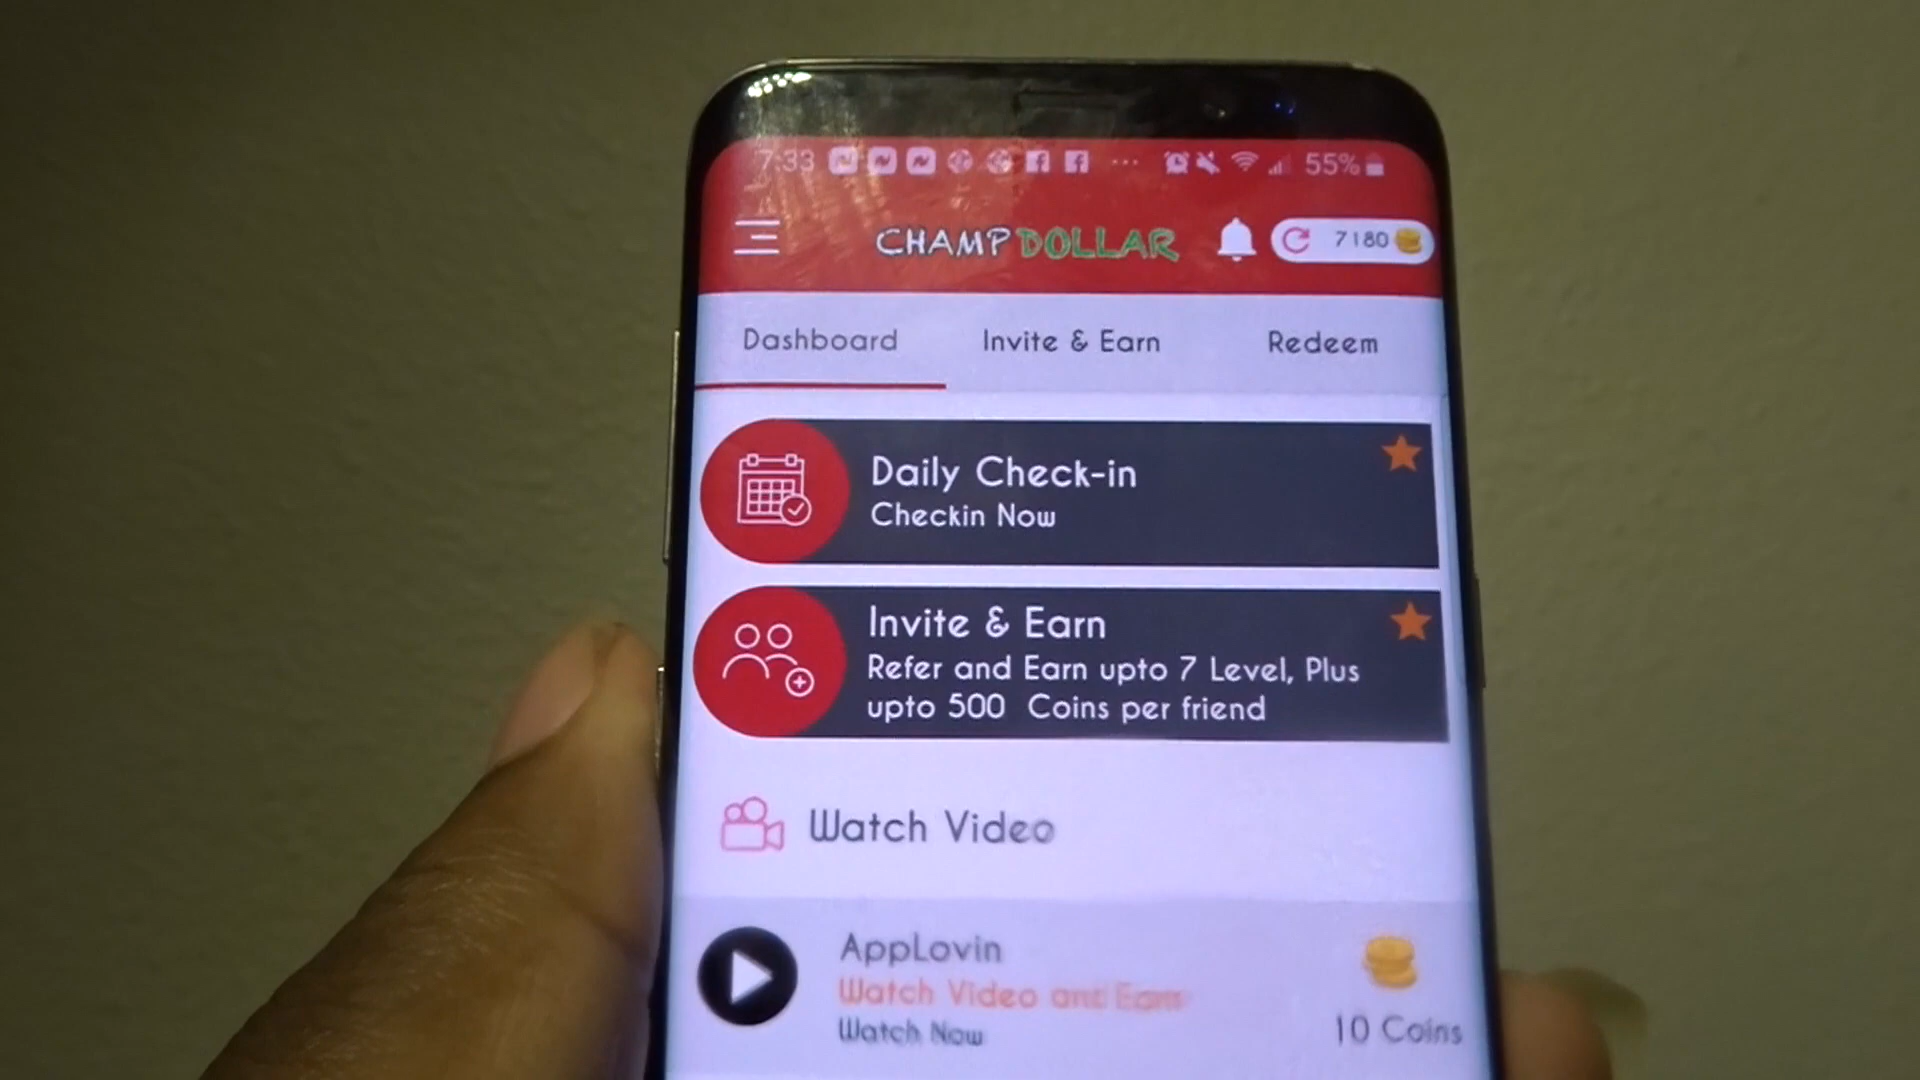 7:33 55%
CHAMP DOLLAR 7180
Dashboard Invite & Earn Redeem
Daily Check-in
Checkin Now
Invite & Earn
Refer and Earn upto 7 Level, Plus
upto 500 Coins per friend
Watch Video
AppLovin
Watch Video and Earn
Watch Now
10 Coins